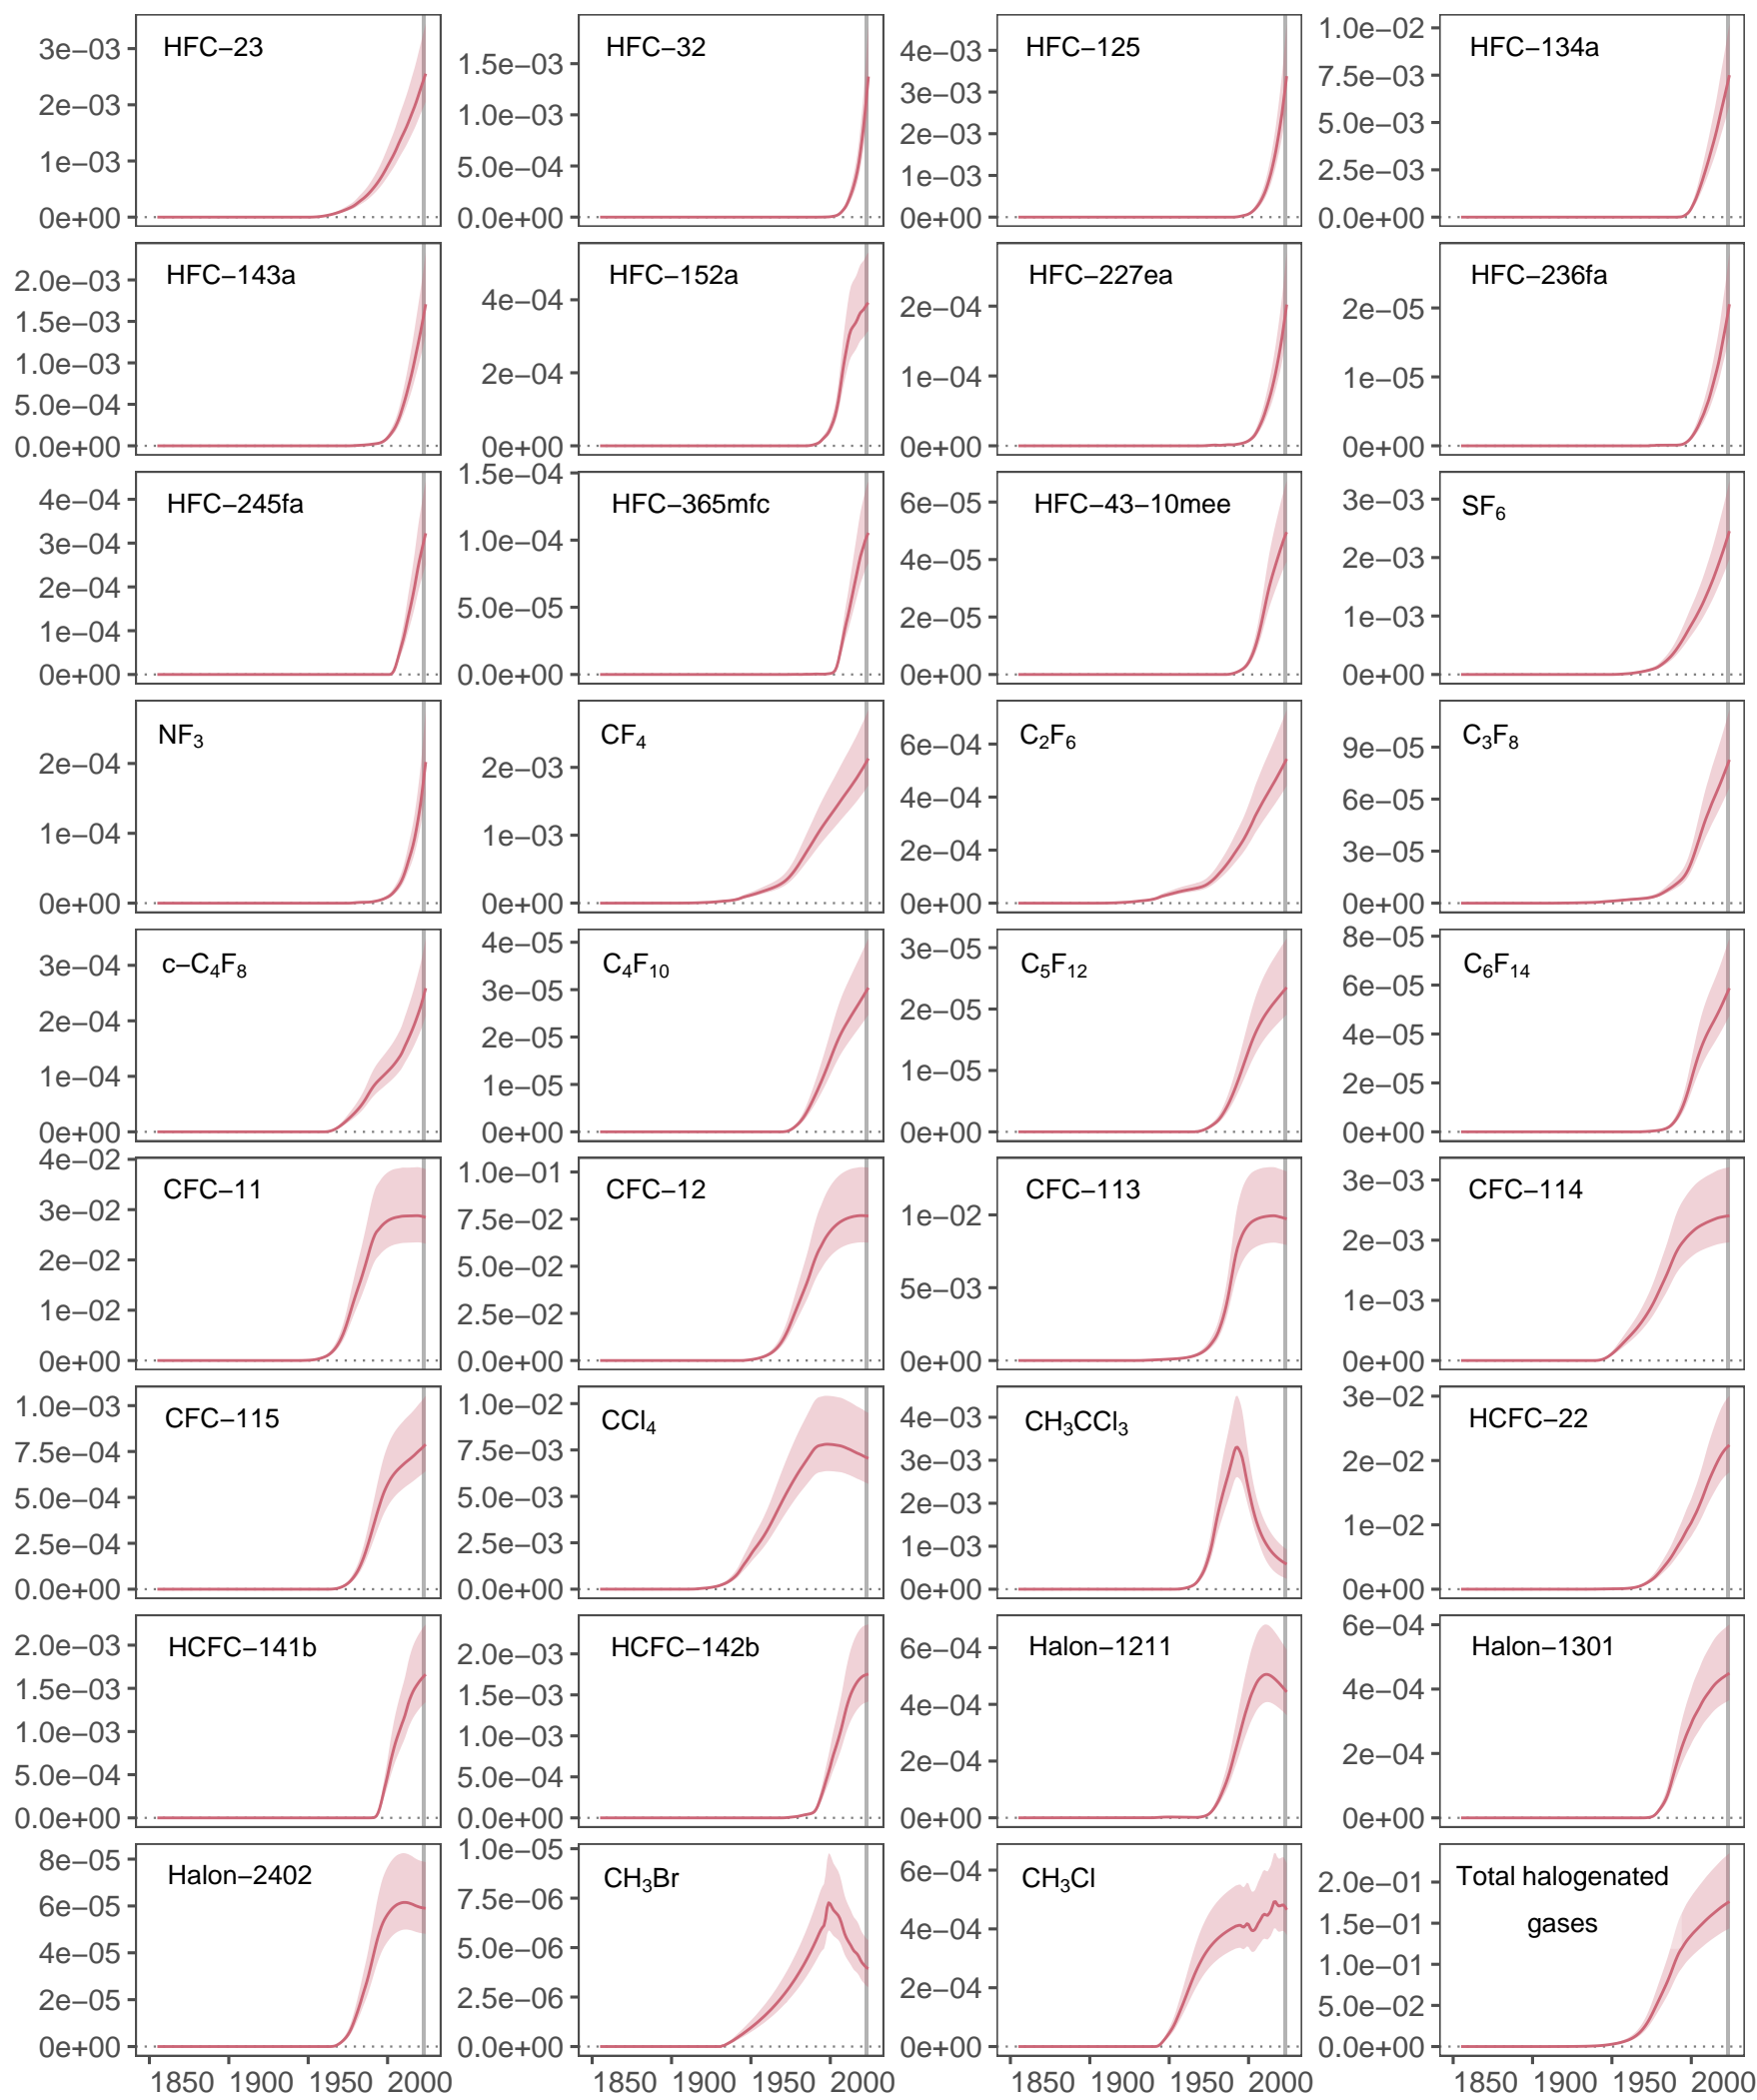 HFC−23
3e−03
2e−03
1e−03
0e+00
HFC−32
1.5e−03
1.0e−03
5.0e−04
0.0e+00
HFC−125
4e−03
3e−03
2e−03
1e−03
0e+00
HFC−134a
1.0e−02
7.5e−03
5.0e−03
2.5e−03
0.0e+00
HFC−143a
2.0e−03
1.5e−03
1.0e−03
5.0e−04
0.0e+00
HFC−152a
4e−04
2e−04
0e+00
HFC−227ea
2e−04
1e−04
0e+00
HFC−236fa
2e−05
1e−05
0e+00
HFC−245fa
4e−04
3e−04
2e−04
1e−04
0e+00
HFC−365mfc
1.5e−04
1.0e−04
5.0e−05
0.0e+00
HFC−43−10mee
6e−05
4e−05
2e−05
0e+00
SF₆
3e−03
2e−03
1e−03
0e+00
NF₃
2e−04
1e−04
0e+00
CF₄
2e−03
1e−03
0e+00
C₂F₆
6e−04
4e−04
2e−04
0e+00
C₃F₈
9e−05
6e−05
3e−05
0e+00
c−C₄F₈
3e−04
2e−04
1e−04
0e+00
C₄F₁₀
4e−05
3e−05
2e−05
1e−05
0e+00
C₅F₁₂
3e−05
2e−05
1e−05
0e+00
C₆F₁₄
8e−05
6e−05
4e−05
2e−05
0e+00
CFC−11
4e−02
3e−02
2e−02
1e−02
0e+00
CFC−12
1.0e−01
7.5e−02
5.0e−02
2.5e−02
0.0e+00
CFC−113
1e−02
5e−03
0e+00
CFC−114
3e−03
2e−03
1e−03
0e+00
CFC−115
1.0e−03
7.5e−04
5.0e−04
2.5e−04
0.0e+00
CCl₄
1.0e−02
7.5e−03
5.0e−03
2.5e−03
0.0e+00
CH₃CCl₃
4e−03
3e−03
2e−03
1e−03
0e+00
HCFC−22
3e−02
2e−02
1e−02
0e+00
HCFC−141b
2.0e−03
1.5e−03
1.0e−03
5.0e−04
0.0e+00
HCFC−142b
2.0e−03
1.5e−03
1.0e−03
5.0e−04
0.0e+00
Halon−1211
6e−04
4e−04
2e−04
0e+00
Halon−1301
6e−04
4e−04
2e−04
0e+00
Halon−2402
8e−05
6e−05
4e−05
2e−05
0e+00
CH₃Br
1.0e−05
7.5e−06
5.0e−06
2.5e−06
0.0e+00
CH₃Cl
6e−04
4e−04
2e−04
0e+00
Total halogenated
gases
2.0e−01
1.5e−01
1.0e−01
5.0e−02
0.0e+00
1850 1900 1950 2000
1850 1900 1950 2000
1850 1900 1950 2000
1850 1900 1950 2000